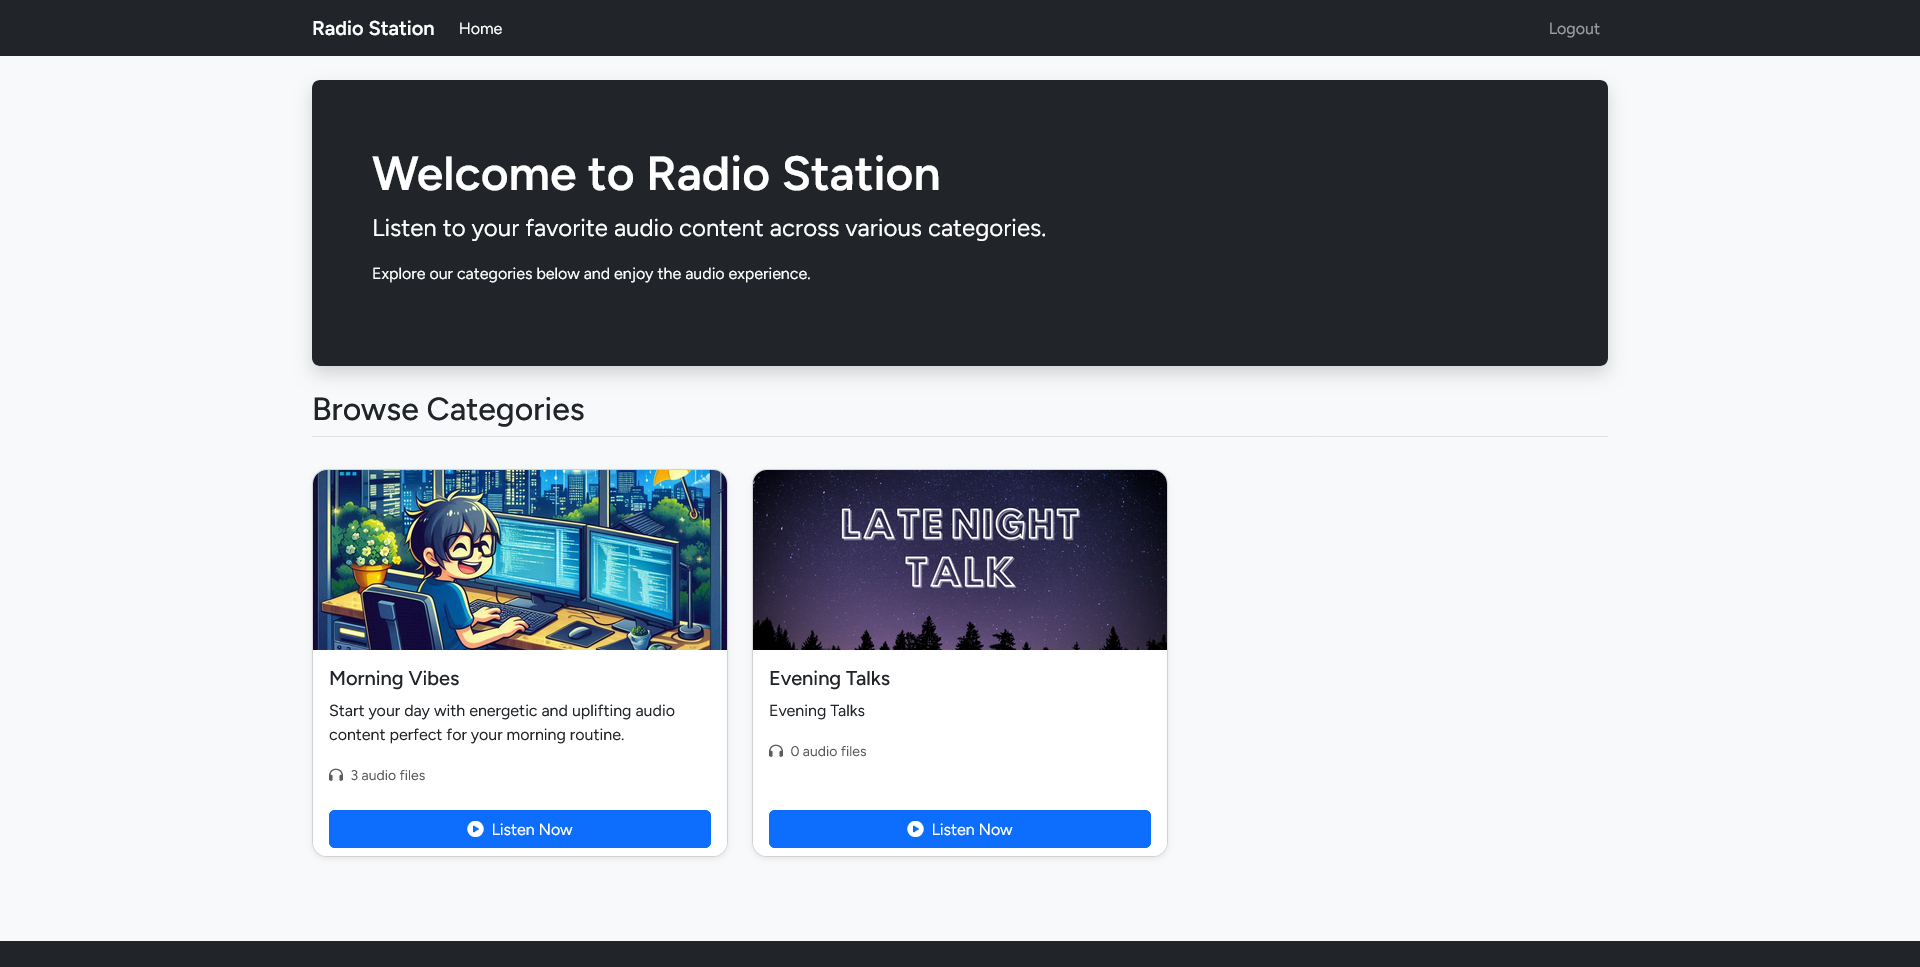 Radio Station
Home
Logout
Welcome to Radio Station
Listen to your favorite audio content across various categories.
Explore our categories below and enjoy the audio experience.
Browse Categories
LATE NIGHT
TALK
Morning Vibes
Start your day with energetic and uplifting audio
content perfect for your morning routine.
3 audio files
Listen Now
Evening Talks
Evening Talks
0 audio files
Listen Now